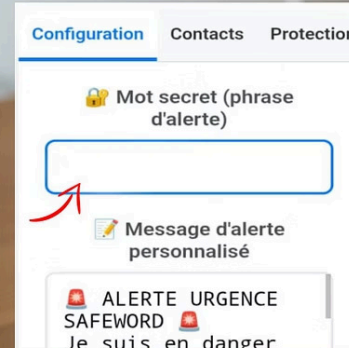 Configuration Contacts Protection
🔐 Mot secret (phrase
d'alerte)
📝 Message d'alerte
personnalisé
🚨 ALERTE URGENCE
SAFEWORD 🚨
Je suis en danger